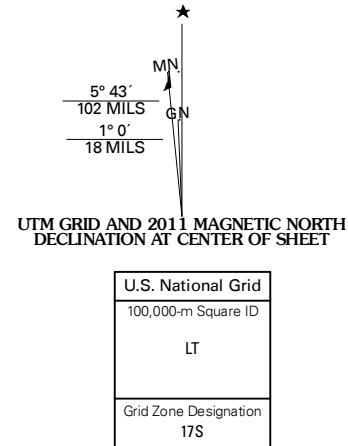 MN.
5° 43´
102 MILS
GN
1° 0´
18 MILS
UTM GRID AND 2011 MAGNETIC NORTH
DECLINATION AT CENTER OF SHEET
U.S. National Grid
100,000-m Square ID
LT
Grid Zone Designation
17S